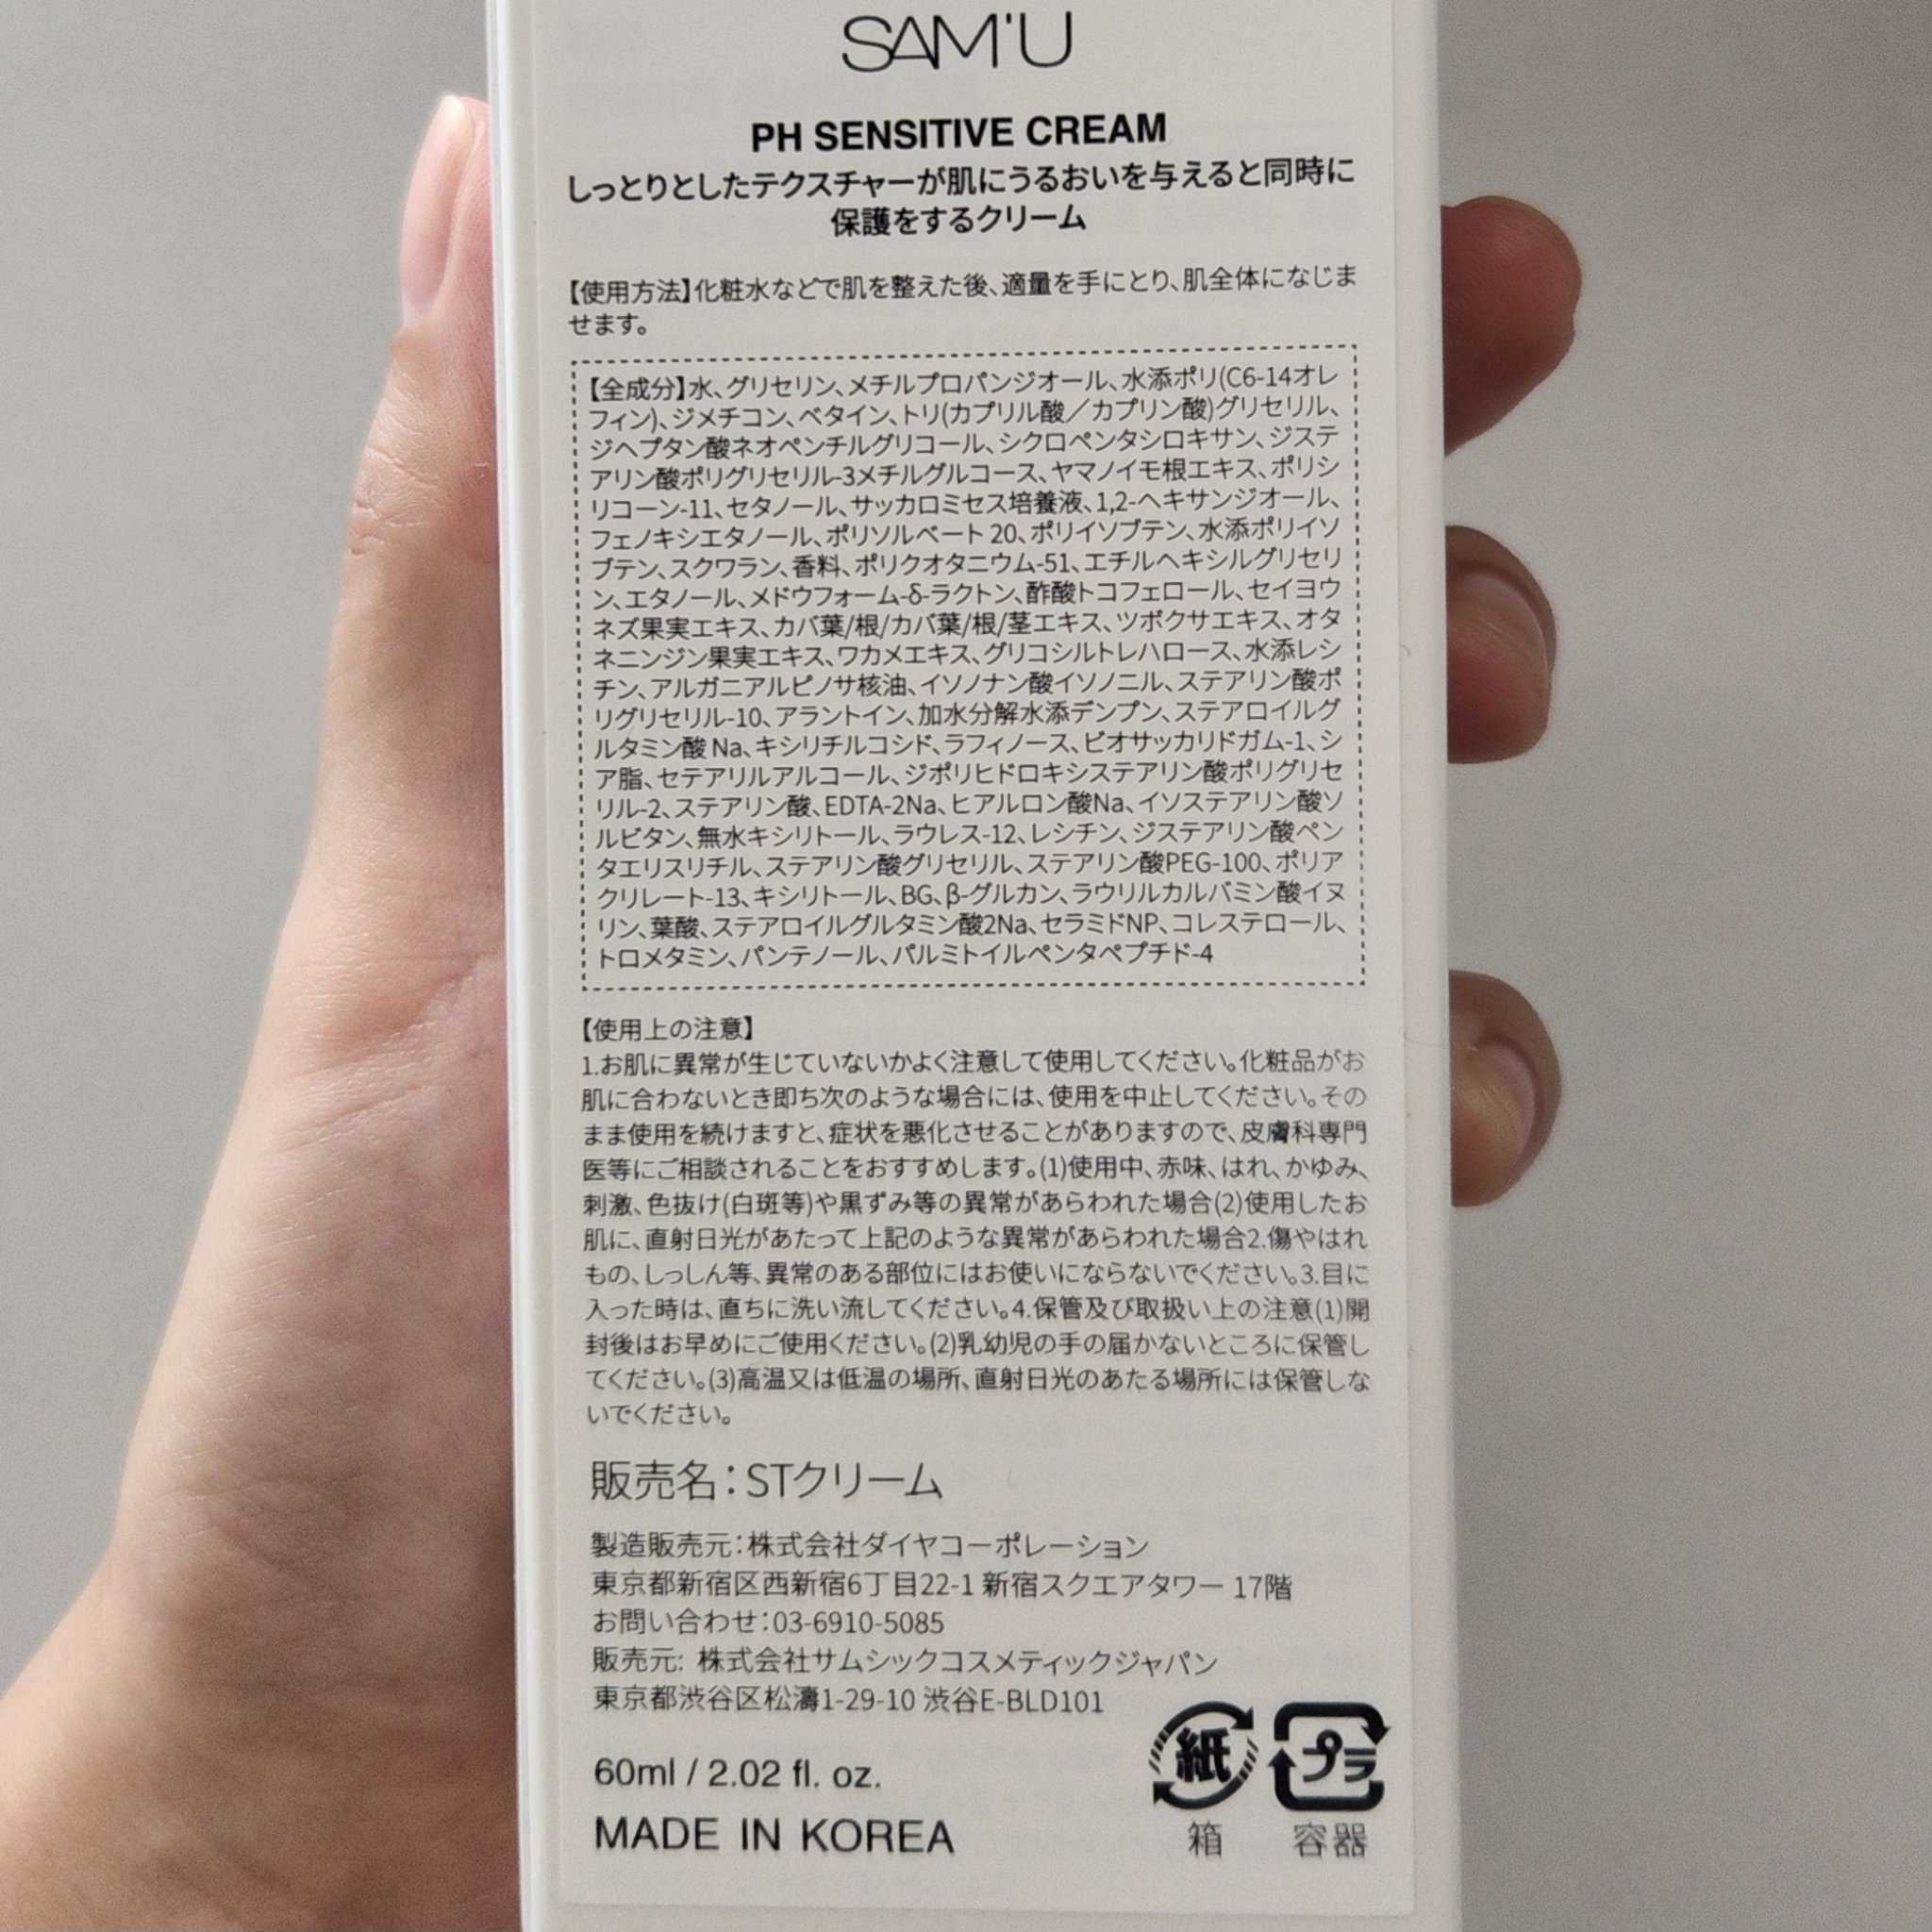 SAM'U
PH SENSITIVE CREAM
しっとりとしたテクスチャーが肌にうるおいを与えると同時に
保護をするクリーム
【使用方法】化粧水などで肌を整えた後、適量を手にとり、肌全体になじま
せます。
【全成分】水、グリセリン、メチルプロパンジオール、水添ポリ(C6-14オレ
フィン)、ジメチコン、ベタイン、トリ(カプリル酸／カプリン酸)グリセリル、
ジヘプタン酸ネオペンチルグリコール、シクロペンタシロキサン、ジステ
アリン酸ポリグリセリル-3メチルグルコース、ヤマノイモ根エキス、ポリシ
リコーン-11、セタノール、サッカロミセス培養液、1,2-ヘキサンジオール、
フェノキシエタノール、ポリソルベート 20、ポリイソブテン、水添ポリイソ
ブテン、スクワラン、香料、ポリクオタニウム-51、エチルヘキシルグリセリ
ン、エタノール、メドウフォーム-δ-ラクトン、酢酸トコフェロール、セイヨウ
ネズ果実エキス、カバ葉/根/カバ葉/根/茎エキス、ツボクサエキス、オタ
ネニンジン果実エキス、ワカメエキス、グリコシルトレハロース、水添レシ
チン、アルガニアルピノサ核油、イソノナン酸イソノニル、ステアリン酸ポ
リグリセリル-10、アラントイン、加水分解水添デンプン、ステアロイルグ
ルタミン酸 Na、キシリチルコシド、ラフィノース、ビオサッカリドガム-1、シ
ア脂、セテアリルアルコール、ジポリヒドロキシステアリン酸ポリグリセ
リル-2、ステアリン酸、EDTA-2Na、ヒアルロン酸Na、イソステアリン酸ソ
ルビタン、無水キシリトール、ラウレス-12、レシチン、ジステアリン酸ペン
タエリスリチル、ステアリン酸グリセリル、ステアリン酸PEG-100、ポリア
クリレート-13、キシリトール、BG、β-グルカン、ラウリルカルバミン酸イヌ
リン、葉酸、ステアロイルグルタミン酸2Na、セラミドNP、コレステロール、
トロメタミン、パンテノール、パルミトイルペンタペプチド-4
【使用上の注意】
1.お肌に異常が生じていないかよく注意して使用してください。化粧品がお
肌に合わないとき即ち次のような場合には、使用を中止してください。その
まま使用を続けますと、症状を悪化させることがありますので、皮膚科専門
医等にご相談されることをおすすめします。(1)使用中、赤味、はれ、かゆみ、
刺激、色抜け(白斑等)や黒ずみ等の異常があらわれた場合(2)使用したお
肌に、直射日光があたって上記のような異常があらわれた場合2.傷やはれ
もの、しっしん等、異常のある部位にはお使いにならないでください。3.目に
入った時は、直ちに洗い流してください。4.保管及び取扱い上の注意(1)開
封後はお早めにご使用ください。(2)乳幼児の手の届かないところに保管し
てください。(3)高温又は低温の場所、直射日光のあたる場所には保管しな
いでください。
販売名：STクリーム
製造販売元：株式会社ダイヤコーポレーション
東京都新宿区西新宿6丁目22-1 新宿スクエアタワー 17階
お問い合わせ：03-6910-5085
販売元: 株式会社サムシックコスメティックジャパン
東京都渋谷区松濤1-29-10 渋谷E-BLD101
60ml / 2.02 fl. oz.
MADE IN KOREA
紙 プラ
箱 容器